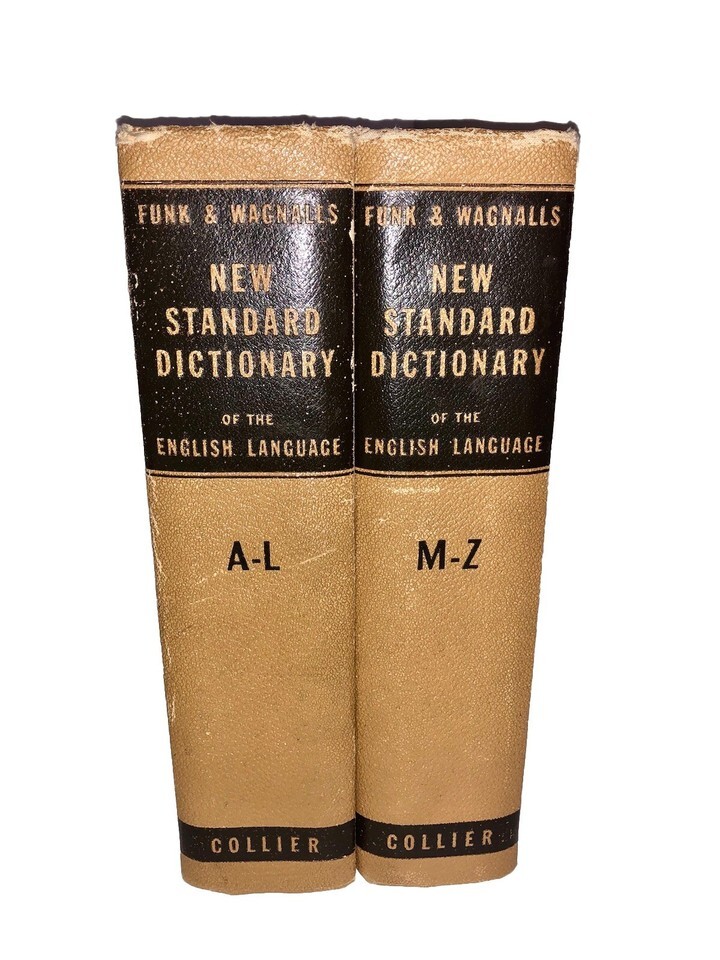 FUNK & WAGNALLS
NEW
STANDARD
DICTIONARY
OF THE
ENGLISH LANGUAGE
A-L
COLLIER
FUNK & WAGNALLS
NEW
STANDARD
DICTIONARY
OF THE
ENGLISH LANGUAGE
M-Z
COLLIER